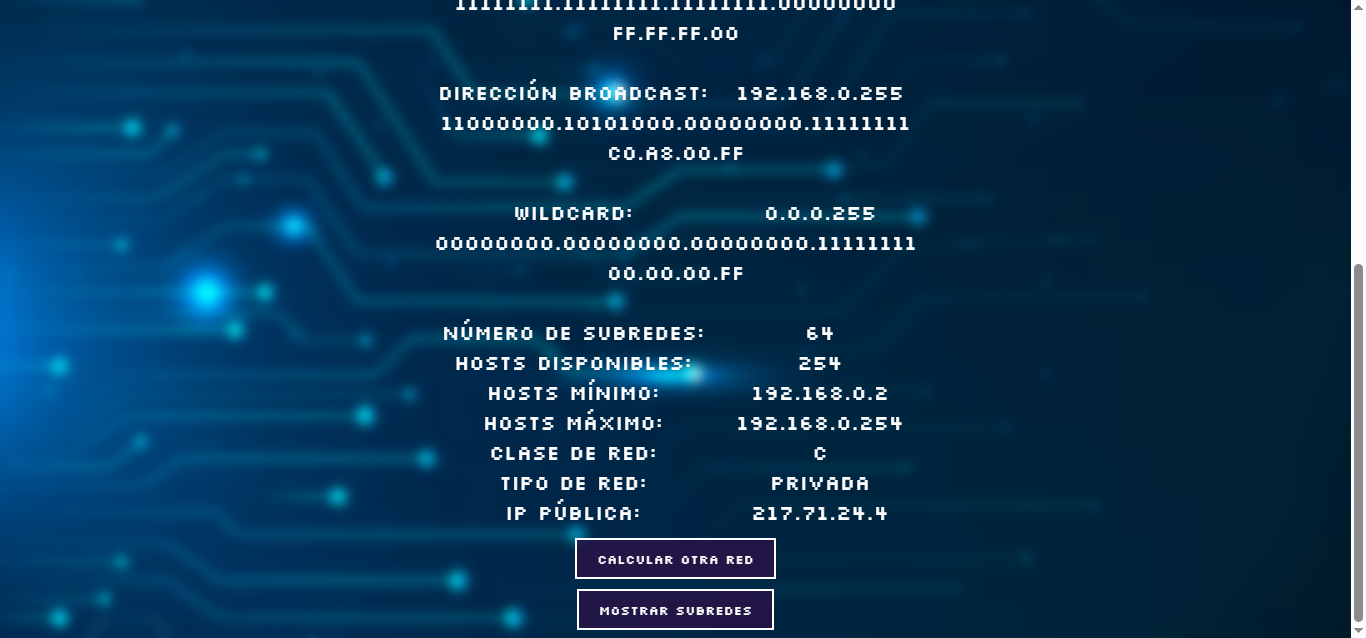 11111111.11111111.11111111.00000000
FF.FF.FF.00
DIRECCIÓN BROADCAST: 192.168.0.255
11000000.10101000.00000000.11111111
C0.A8.00.FF
WILDCARD: 0.0.0.255
00000000.00000000.00000000.11111111
00.00.00.FF
NÚMERO DE SUBREDES: 64
HOSTS DISPONIBLES: 254
HOSTS MÍNIMO: 192.168.0.2
HOSTS MÁXIMO: 192.168.0.254
CLASE DE RED: C
TIPO DE RED: PRIVADA
IP PÚBLICA: 217.71.24.4
CALCULAR OTRA RED
MOSTRAR SUBREDES